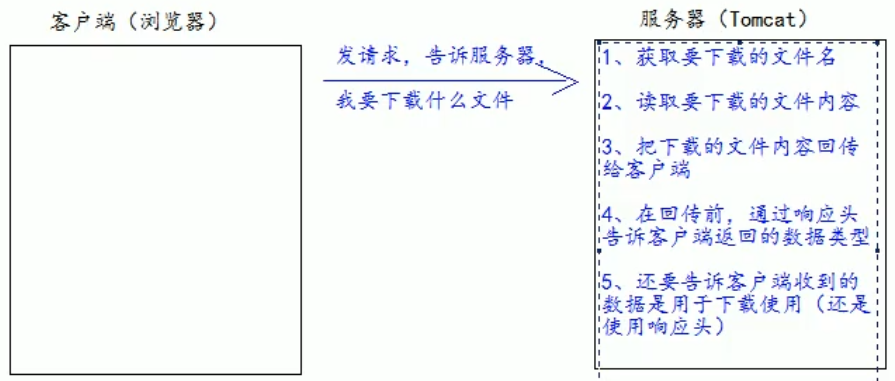 客户端（浏览器）
服务器（Tomcat）
发请求，告诉服务器，
我要下载什么文件
1、获取要下载的文件名
2、读取要下载的文件内容
3、把下载的文件内容回传
给客户端
4、在回传前，通过响应头
告诉客户端返回的数据类型
5、还要告诉客户端收到的
数据是用于下载使用（还是
使用响应头）